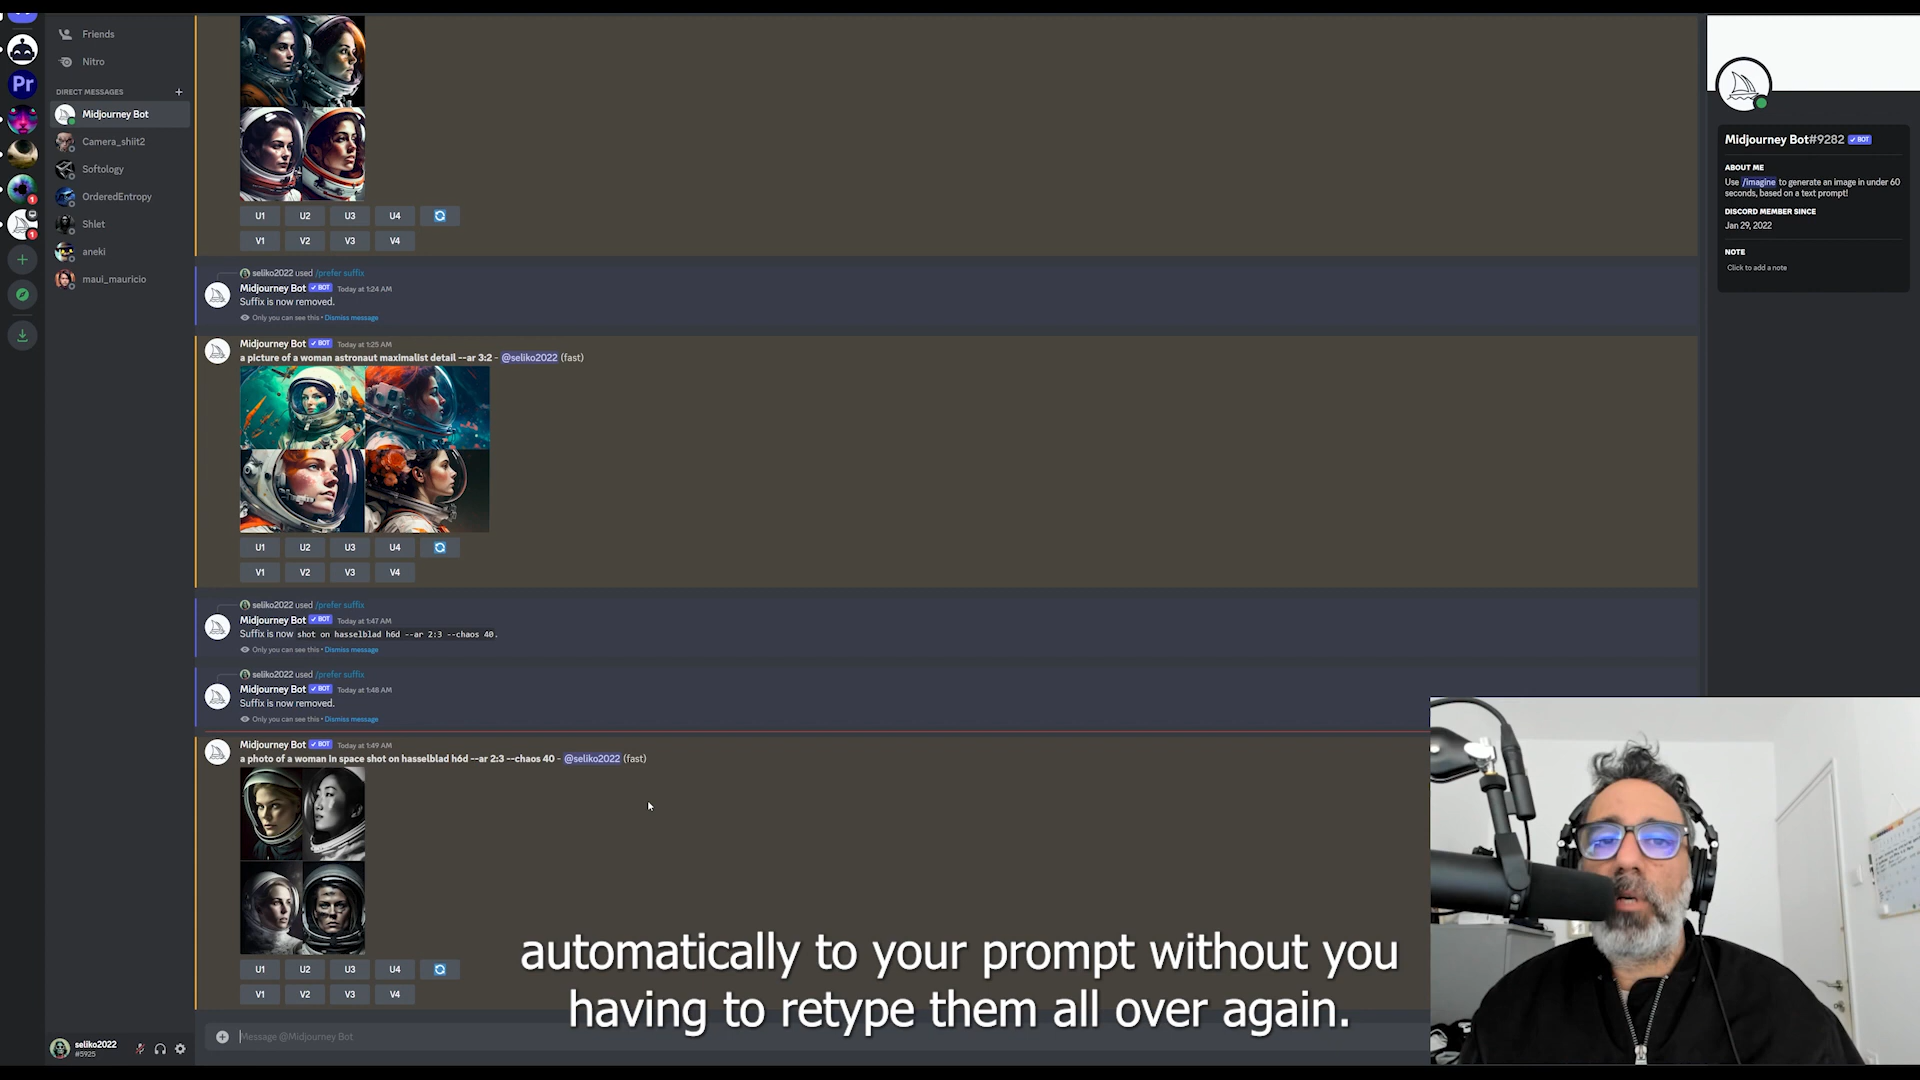 Friends
Nitro
DIRECT MESSAGES +
Midjourney Bot
Camera_shiit2
Softology
OrderedEntropy
Shlet
aneki
maui_mauricio
Pr
1
1
seliko2022
#5925
U1 U2 U3 U4
V1 V2 V3 V4
seliko2022 used /prefer suffix
Midjourney Bot ✓ BOT Today at 1:24 AM
Suffix is now removed.
Only you can see this • Dismiss message
Midjourney Bot ✓ BOT Today at 1:25 AM
a picture of a woman astronaut maximalist detail --ar 3:2 - @seliko2022 (fast)
U1 U2 U3 U4
V1 V2 V3 V4
seliko2022 used /prefer suffix
Midjourney Bot ✓ BOT Today at 1:47 AM
Suffix is now shot on hasselblad h6d --ar 2:3 --chaos 40.
Only you can see this • Dismiss message
seliko2022 used /prefer suffix
Midjourney Bot ✓ BOT Today at 1:48 AM
Suffix is now removed.
Only you can see this • Dismiss message
Midjourney Bot ✓ BOT Today at 1:49 AM
a photo of a woman in space shot on hasselblad h6d --ar 2:3 --chaos 40 - @seliko2022 (fast)
U1 U2 U3 U4
V1 V2 V3 V4
Message @Midjourney Bot
Midjourney Bot#9282 ✓ BOT
ABOUT ME
Use /imagine to generate an image in under 60
seconds, based on a text prompt!
DISCORD MEMBER SINCE
Jan 29, 2022
NOTE
Click to add a note
automatically to your prompt without you
having to retype them all over again.